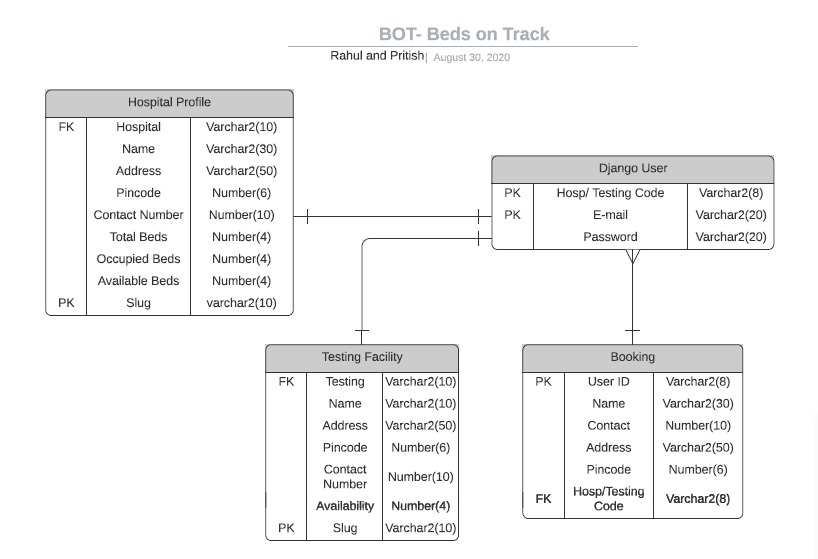 BOT- Beds on Track
Rahul and Pritish| August 30, 2020
Hospital Profile
FK Hospital Varchar2(10)
Name Varchar2(30)
Address Varchar2(50)
Pincode Number(6)
Contact Number Number(10)
Total Beds Number(4)
Occupied Beds Number(4)
Available Beds Number(4)
PK Slug varchar2(10)
Django User
PK Hosp/ Testing Code Varchar2(8)
PK E-mail Varchar2(20)
Password Varchar2(20)
Testing Facility
FK Testing Varchar2(10)
Name Varchar2(10)
Address Varchar2(50)
Pincode Number(6)
Contact
Number Number(10)
Availability Number(4)
PK Slug Varchar2(10)
Booking
PK User ID Varchar2(8)
Name Varchar2(30)
Contact Number(10)
Address Varchar2(50)
Pincode Number(6)
FK Hosp/Testing
Code Varchar2(8)